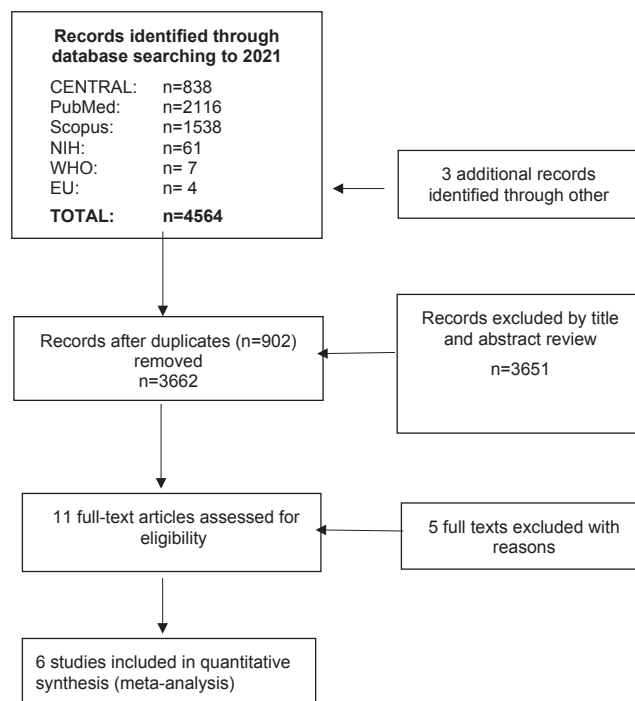 Records identified through
database searching to 2021
CENTRAL: n=838
PubMed: n=2116
Scopus: n=1538
NIH: n=61
WHO: n= 7
EU: n= 4
TOTAL: n=4564
3 additional records
identified through other
Records after duplicates (n=902)
removed
n=3662
Records excluded by title
and abstract review
n=3651
11 full-text articles assessed for
eligibility
5 full texts excluded with
reasons
6 studies included in quantitative
synthesis (meta-analysis)